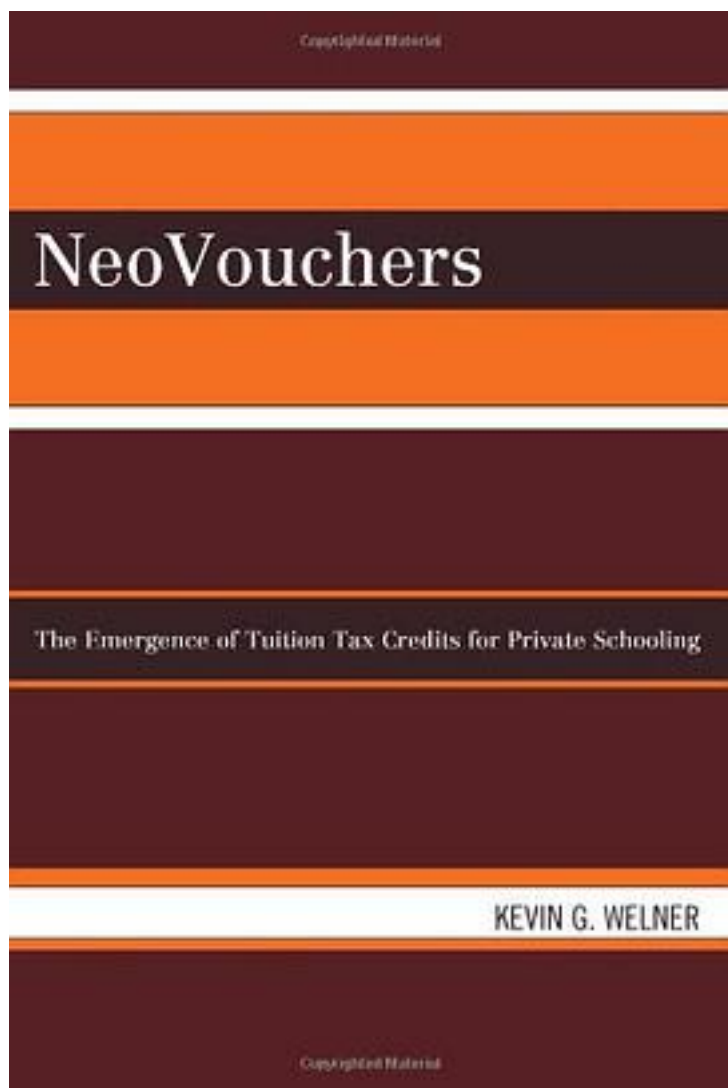 Copyrighted Material
NeoVouchers
The Emergence of Tuition Tax Credits for Private Schooling
KEVIN G. WELNER
Copyrighted Material